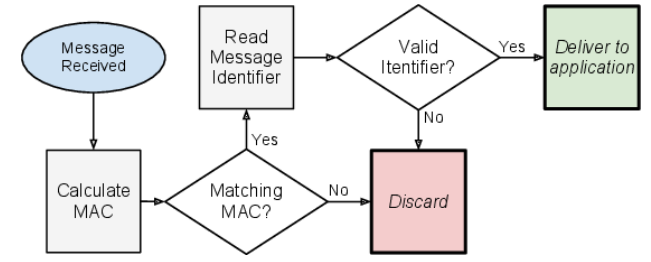 Message
Received
Calculate
MAC
Matching
MAC?
Yes
No
Read
Message
Identifier
Valid
Itentifier?
Yes
No
Deliver to
application
Discard